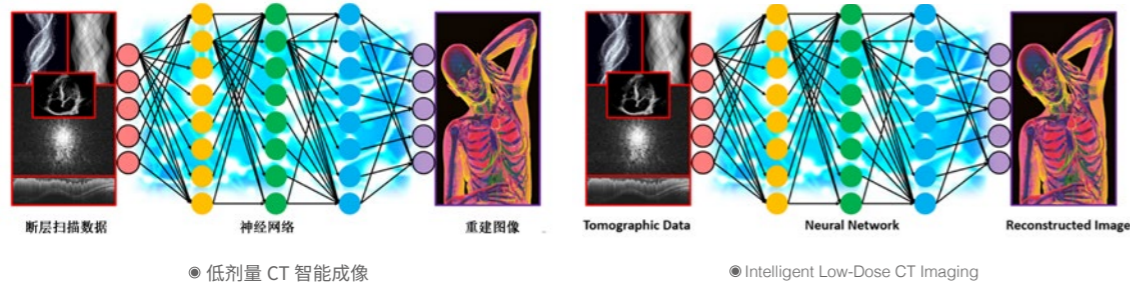 断层扫描数据 神经网络 重建图像
Tomographic Data Neural Network Reconstructed Image
◉ 低剂量 CT 智能成像
◉ Intelligent Low-Dose CT Imaging